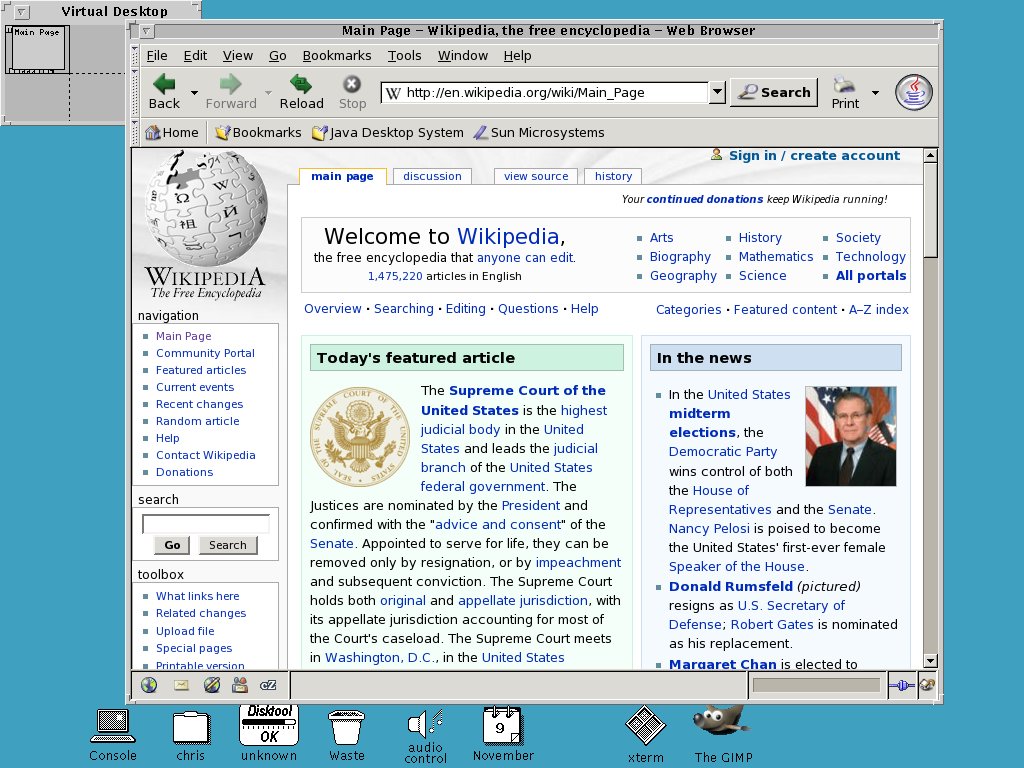 Virtual Desktop
Main Page
Main Page – Wikipedia, the free encyclopedia – Web Browser
File Edit View Go Bookmarks Tools Window Help
Back Forward Reload Stop
http://en.wikipedia.org/wiki/Main_Page
Search
Print
Home Bookmarks Java Desktop System Sun Microsystems
Sign in / create account
main page discussion view source history
Your continued donations keep Wikipedia running!
WIKIPEDIA
The Free Encyclopedia
navigation
Main Page
Community Portal
Featured articles
Current events
Recent changes
Random article
Help
Contact Wikipedia
Donations
search
Go Search
toolbox
What links here
Related changes
Upload file
Special pages
Printable version
Welcome to Wikipedia,
the free encyclopedia that anyone can edit.
1,475,220 articles in English
Arts History Society
Biography Mathematics Technology
Geography Science All portals
Overview · Searching · Editing · Questions · Help
Categories · Featured content · A–Z index
Today's featured article
The Supreme Court of the
United States is the highest
judicial body in the United
States and leads the judicial
branch of the United States
federal government. The
Justices are nominated by the President and
confirmed with the "advice and consent" of the
Senate. Appointed to serve for life, they can be
removed only by resignation, or by impeachment
and subsequent conviction. The Supreme Court
holds both original and appellate jurisdiction, with
its appellate jurisdiction accounting for most of
the Court's caseload. The Supreme Court meets
in Washington, D.C., in the United States
In the news
In the United States
midterm
elections, the
Democratic Party
wins control of both
the House of
Representatives and the Senate.
Nancy Pelosi is poised to become
the United States' first-ever female
Speaker of the House.
Donald Rumsfeld (pictured)
resigns as U.S. Secretary of
Defense; Robert Gates is nominated
as his replacement.
Margaret Chan is elected to
Console
chris
Disktool
OK
unknown
Waste
audio
control
9
November
xterm
The GIMP